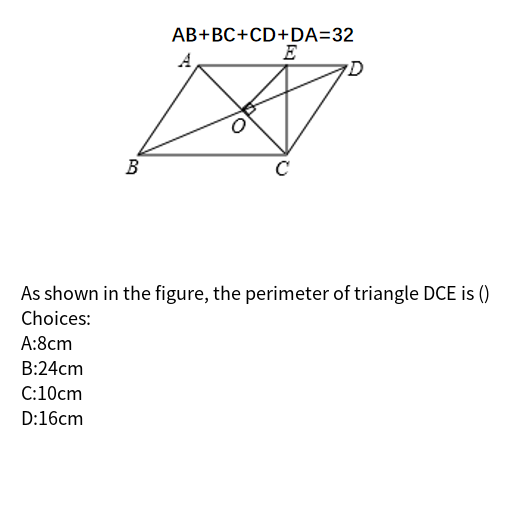 AB+BC+CD+DA=32
E
A
D
O
B
C
As shown in the figure, the perimeter of triangle DCE is ()
Choices:
A:8cm
B:24cm
C:10cm
D:16cm